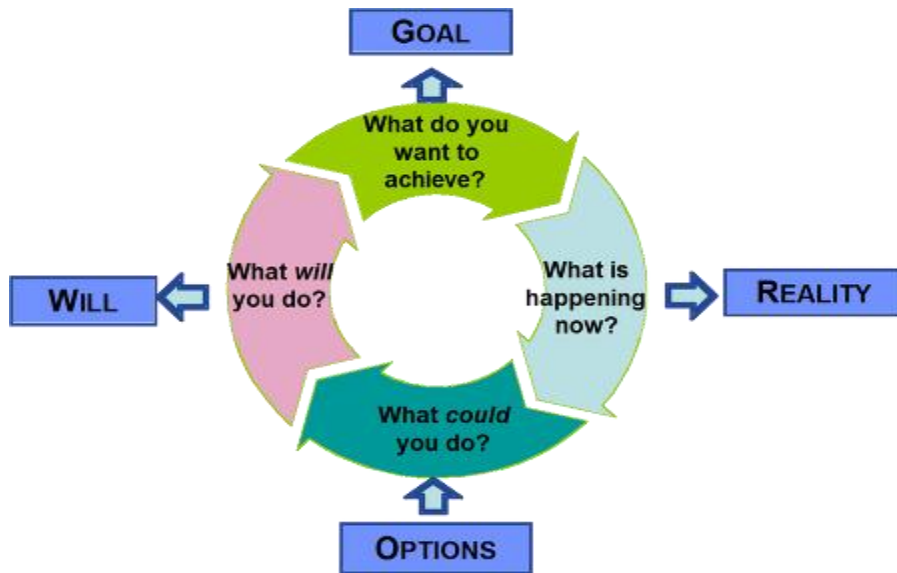 GOAL
What do you
want to
achieve?
What is
happening
now?
REALITY
What could
you do?
OPTIONS
What will
you do?
WILL